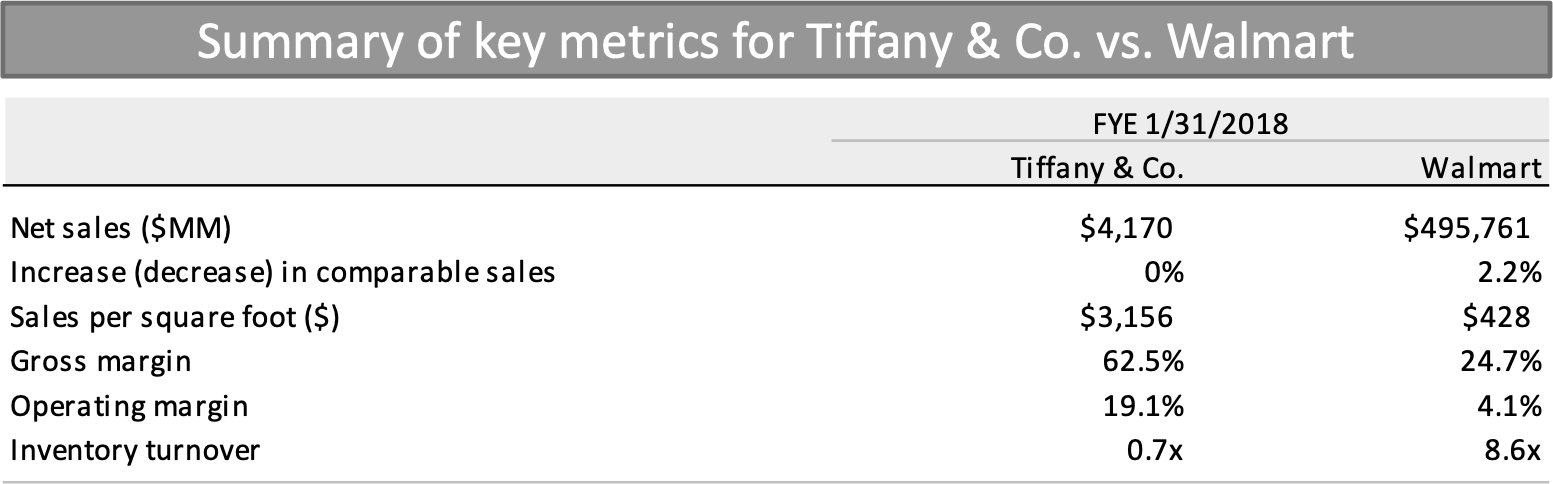 Summary of key metrics for Tiffany & Co. vs. Walmart
FYE 1/31/2018
Tiffany & Co. Walmart
Net sales ($MM) $4,170 $495,761
Increase (decrease) in comparable sales 0% 2.2%
Sales per square foot ($) $3,156 $428
Gross margin 62.5% 24.7%
Operating margin 19.1% 4.1%
Inventory turnover 0.7x 8.6x